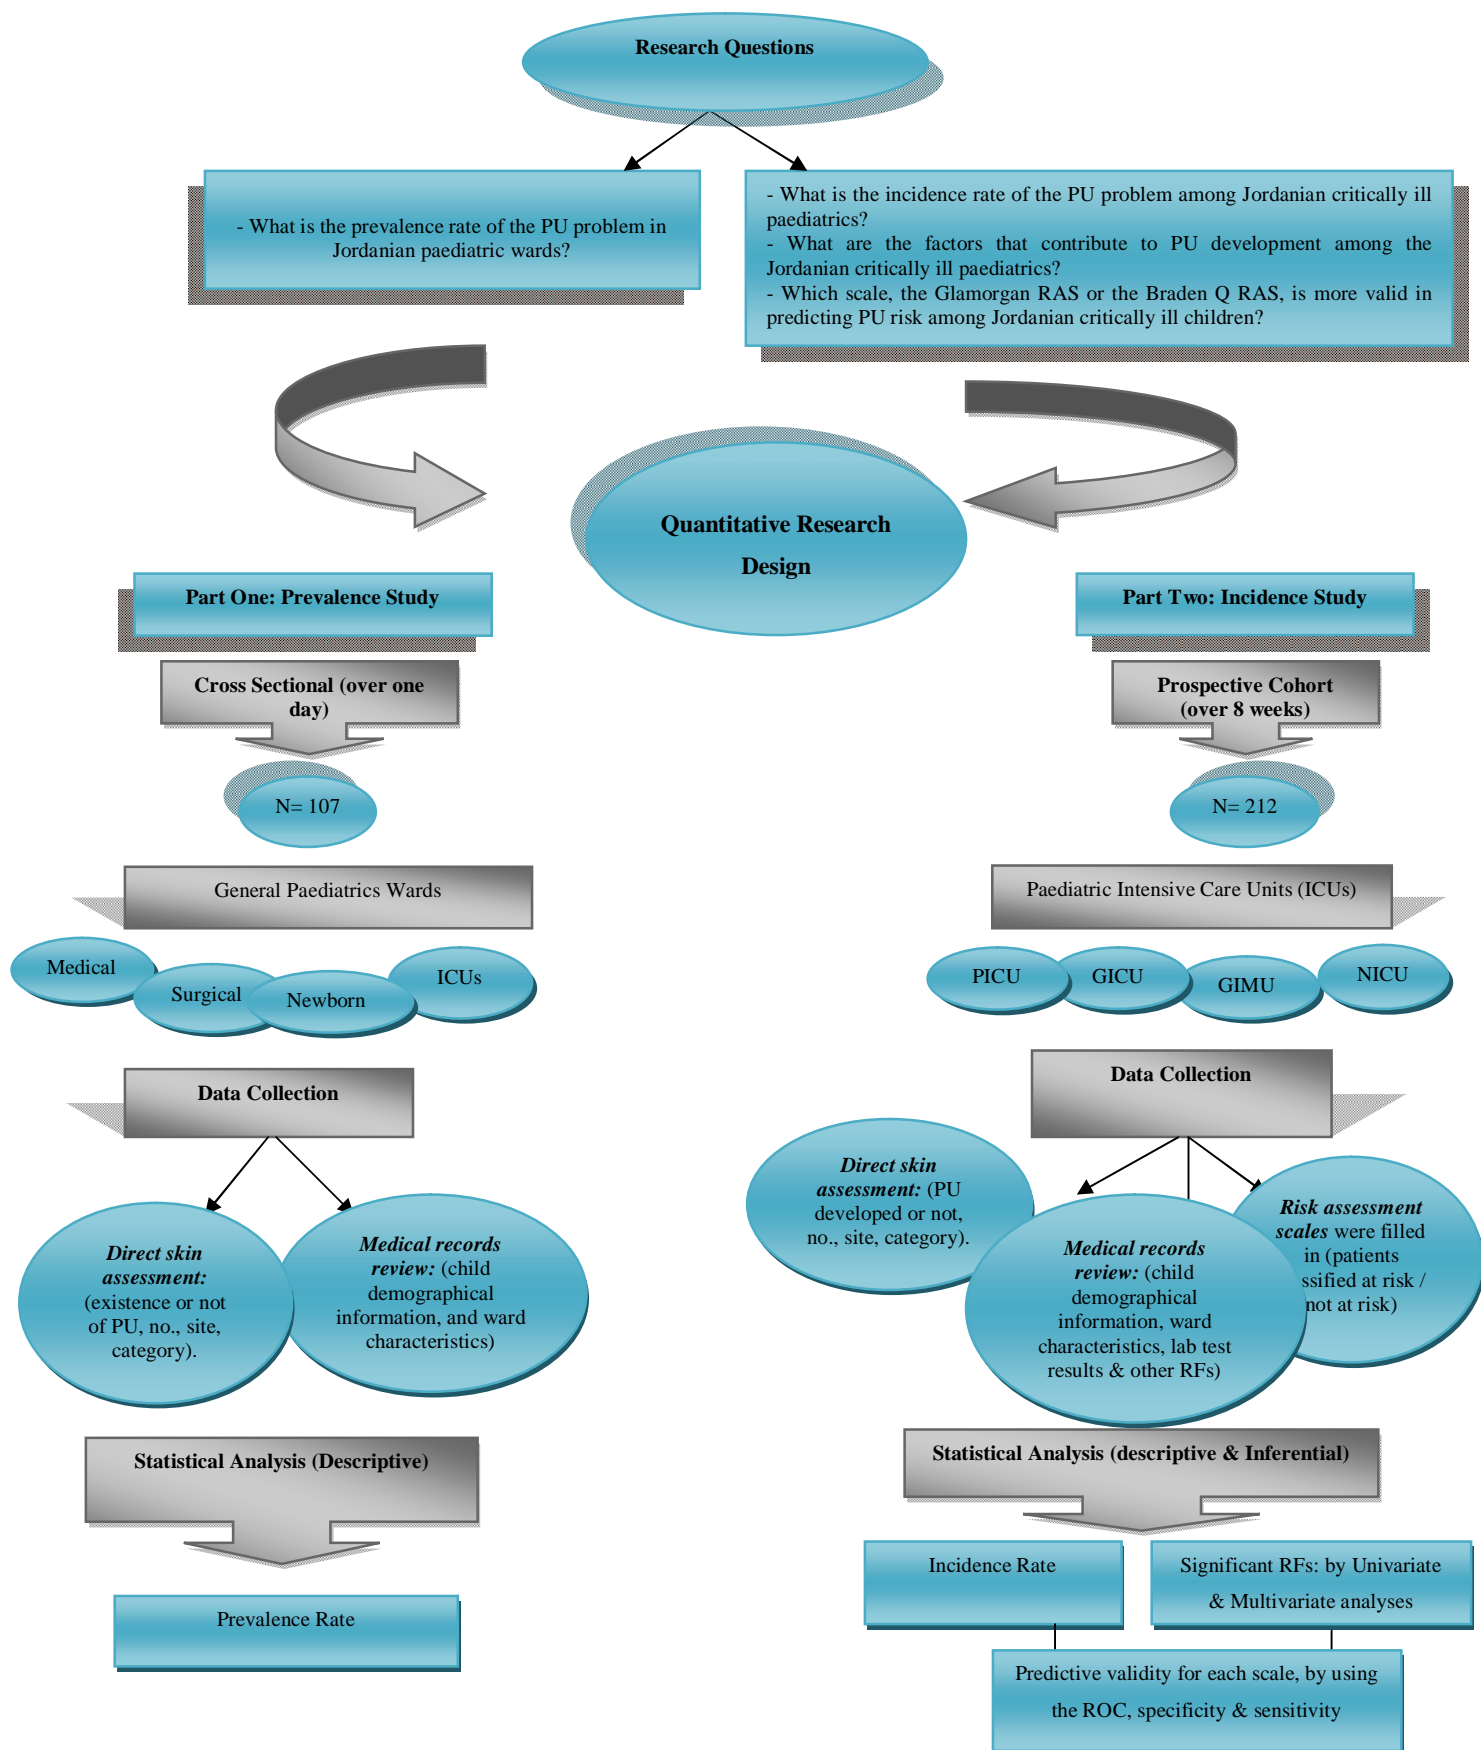 Research Questions
- What is the prevalence rate of the PU problem in
Jordanian paediatric wards?
- What is the incidence rate of the PU problem among Jordanian critically ill
paediatrics?
- What are the factors that contribute to PU development among the
Jordanian critically ill paediatrics?
- Which scale, the Glamorgan RAS or the Braden Q RAS, is more valid in
predicting PU risk among Jordanian critically ill children?
Quantitative Research
Design
Part One: Prevalence Study
Cross Sectional (over one
day)
N= 107
General Paediatrics Wards
Medical
Surgical
Newborn
ICUs
Data Collection
Direct skin
assessment:
(existence or not
of PU, no., site,
category).
Medical records
review: (child
demographical
information, and ward
characteristics)
Statistical Analysis (Descriptive)
Prevalence Rate
Part Two: Incidence Study
Prospective Cohort
(over 8 weeks)
N= 212
Paediatric Intensive Care Units (ICUs)
PICU
GICU
GIMU
NICU
Data Collection
Direct skin
assessment: (PU
developed or not,
no., site, category).
Medical records
review: (child
demographical
information, ward
characteristics, lab test
results & other RFs)
Risk assessment
scales were filled
in (patients
ssified at risk /
not at risk)
Statistical Analysis (descriptive & Inferential)
Incidence Rate
Significant RFs: by Univariate
& Multivariate analyses
Predictive validity for each scale, by using
the ROC, specificity & sensitivity